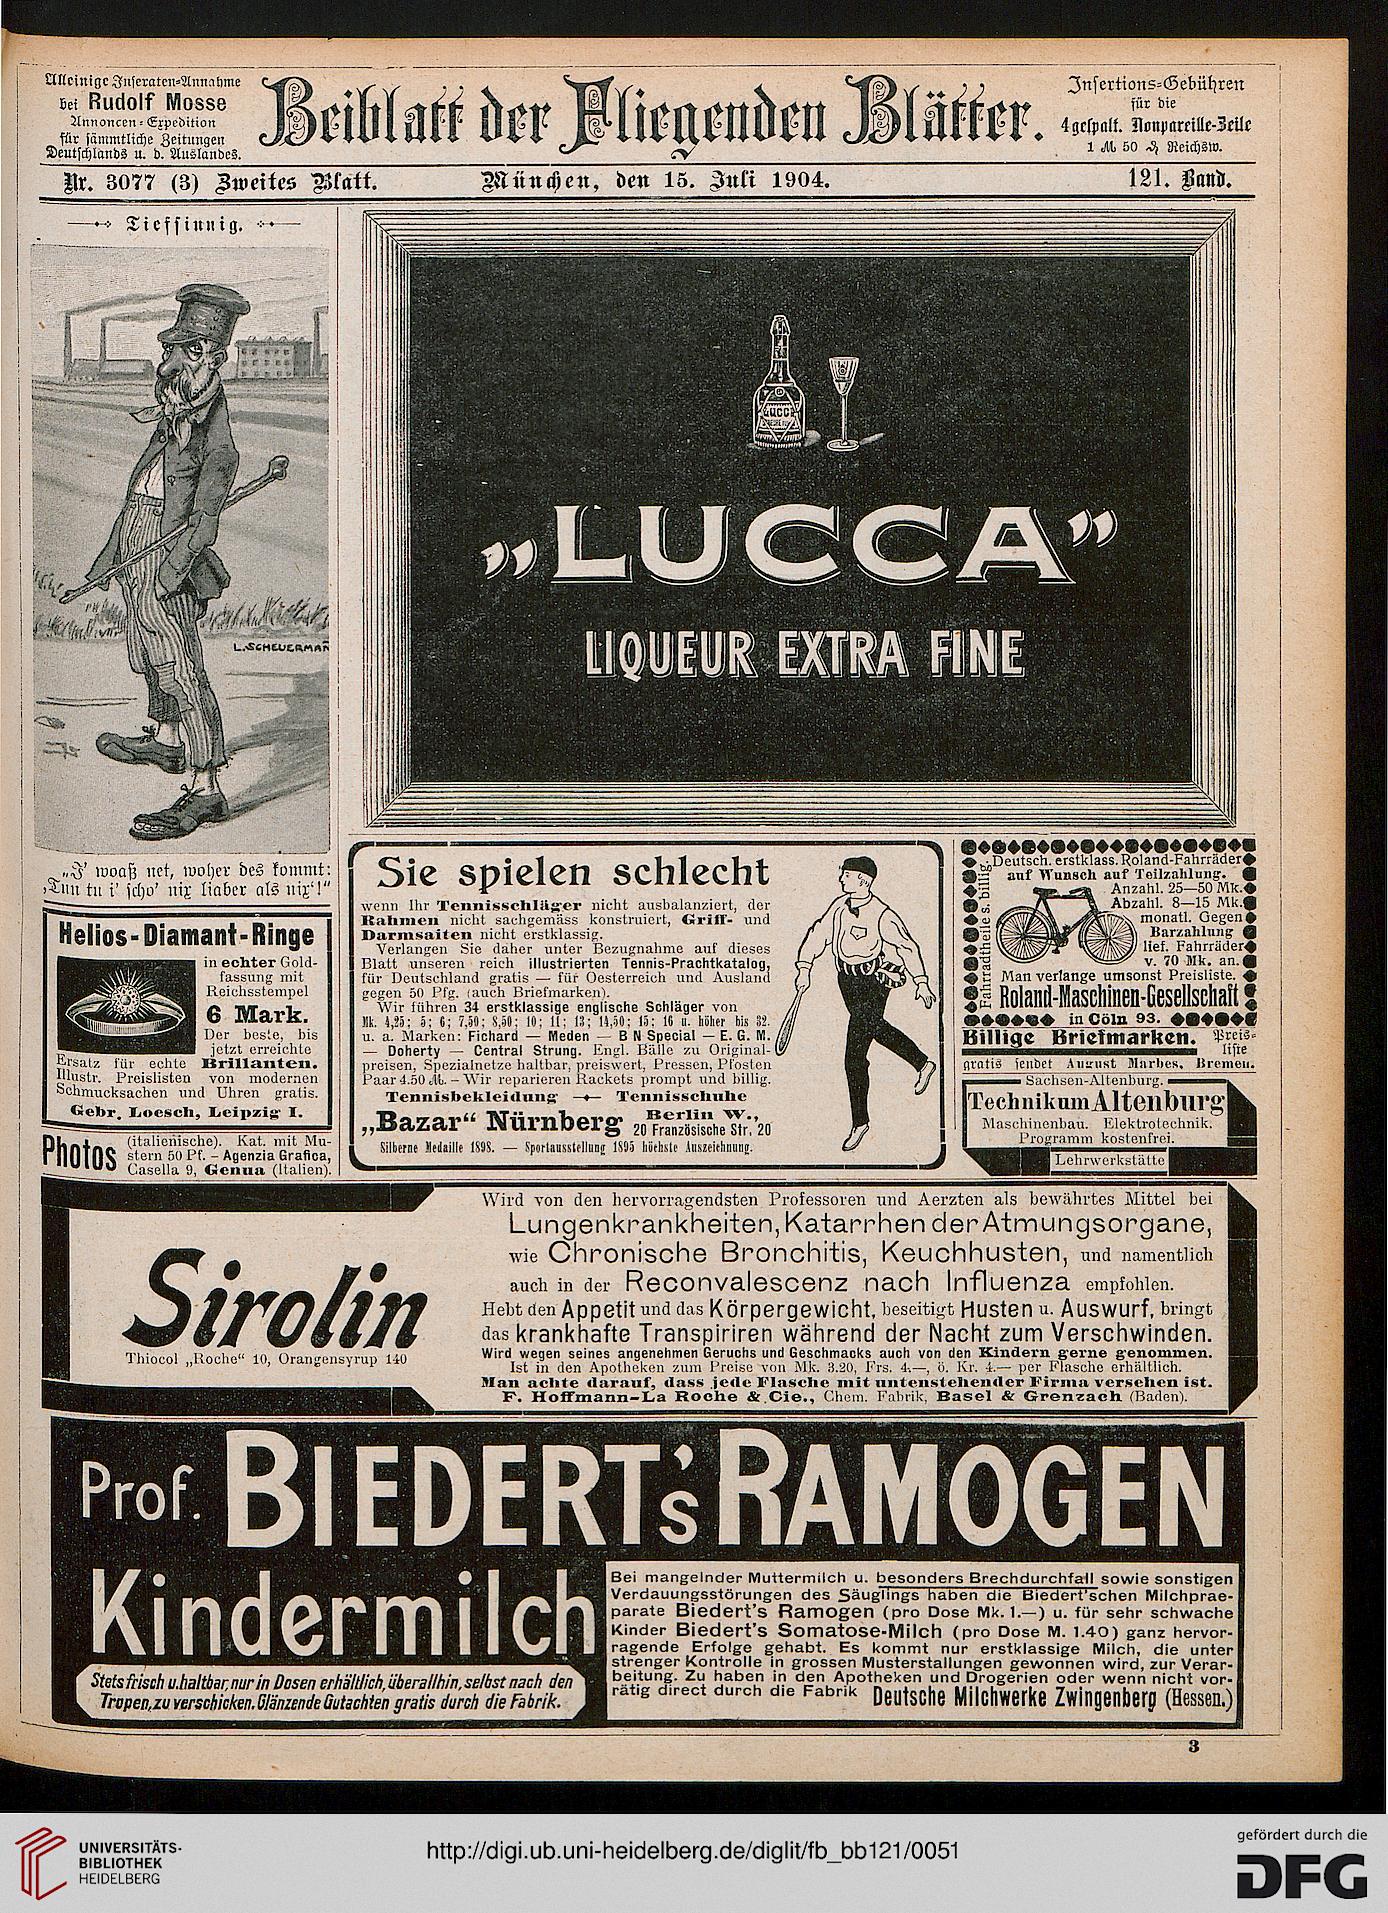 Alleinige Inseraten-Annahme
bei Rudolf Mosse
Annoncen-Expedition
für sämmtliche Zeitungen
Deutschlands u. d. Auslandes.
Beiblatt der Fliegenden Blätter.
Insertions-Gebühren
für die
4 gespalt. Nonpareille-Zeile
1 ℳ 50 ₰ Reichsw.
Nr. 3077 (3) Zweites Blatt. München, den 15. Juli 1904. 121. Band.
Tiefsinnig.
L. SCHEUERMAN
„I' woaß net, woher des kommt:
Tun tu i' scho' nix liaber als nix'!"
Helios-Diamant-Ringe
in echter Gold-
fassung mit
Reichsstempel
6 Mark.
Der beste, bis
jetzt erreichte
Ersatz für echte Brillanten.
Illustr. Preislisten von modernen
Schmucksachen und Uhren gratis.
Gebr. Loesch, Leipzig I.
Photos (italienische). Kat. mit Mu-
stern 50 Pf. – Agenzia Grafica,
Casella 9, Genua (Italien).
LUCCA
„LUCCA”
LIQUEUR EXTRA FINE
Sie spielen schlecht
wenn Ihr Tennisschläger nicht ausbalanziert, der
Rahmen nicht sachgemäss konstruiert, Griff- und
Darmsaiten nicht erstklassig.
Verlangen Sie daher unter Bezugnahme auf dieses
Blatt unseren reich illustrierten Tennis-Prachtkatalog,
für Deutschland gratis — für Oesterreich und Ausland
gegen 50 Pfg. (auch Briefmarken).
Wir führen 34 erstklassige englische Schläger von
Mk. 4,25; 5; 6; 7,50; 8,50; 10; 11; 13; 14,50; 15; 16 u. höher bis 32.
u. a. Marken: Fichard — Meden — B N Special — E. G. M.
— Doherty — Central Strung. Engl. Bälle zu Original-
preisen, Spezialnetze haltbar, preiswert, Pressen, Pfosten
Paar 4.50 ℳ. – Wir reparieren Rackets prompt und billig.
Tennisbekleidung — Tennisschuhe
„Bazar“ Nürnberg Berlin W.,
20 Französische Str. 20
Silberne Medaille 1898. — Sportausstellung 1895 höchste Auszeichnung.
Deutsch. erstklass. Roland-Fahrräder
auf Wunsch auf Teilzahlung.
Anzahl. 25—50 Mk.
Abzahl. 8—15 Mk.
monatl. Gegen
Barzahlung
lief. Fahrräder
v. 70 Mk. an.
Man verlange umsonst Preisliste.
Roland-Maschinen-Gesellschaft
in Cöln 93.
Fahrradtheile s. billig.
Billige Briefmarken. Preis-
liste
gratis sendet August Marbes, Bremen.
Sachsen-Altenburg.
Technikum Altenburg
Maschinenbau. Elektrotechnik.
Programm kostenfrei.
Lehrwerkstätte
Sirolin
Thiocol „Roche“ 10, Orangensyrup 140
Wird von den hervorragendsten Professoren und Aerzten als bewährtes Mittel bei
Lungenkrankheiten, Katarrhen der Atmungsorgane,
wie Chronische Bronchitis, Keuchhusten, und namentlich
auch in der Reconvalescenz nach Influenza empfohlen.
Hebt den Appetit und das Körpergewicht, beseitigt Husten u. Auswurf, bringt
das krankhafte Transpiriren während der Nacht zum Verschwinden.
Wird wegen seines angenehmen Geruchs und Geschmacks auch von den Kindern gerne genommen.
Ist in den Apotheken zum Preise von Mk. 3.20, Frs. 4.—, ö. Kr. 4.— per Flasche erhältlich.
Man achte darauf, dass jede Flasche mit untenstehender Firma versehen ist.
F. Hoffmann-La Roche & Cie., Chem. Fabrik, Basel & Grenzach (Baden).
Prof. BIEDERT's RAMOGEN
Kindermilch
Stets frisch u. haltbar, nur in Dosen erhältlich, überallhin, selbst nach den
Tropen, zu verschicken. Glänzende Gutachten gratis durch die Fabrik.
Bei mangelnder Muttermilch u. besonders Brechdurchfall sowie sonstigen
Verdauungsstörungen des Säuglings haben die Biedert'schen Milchprae-
parate Biedert's Ramogen (pro Dose Mk. 1.—) u. für sehr schwache
Kinder Biedert's Somatose-Milch (pro Dose M. 1.40) ganz hervor-
ragende Erfolge gehabt. Es kommt nur erstklassige Milch, die unter
strenger Kontrolle in grossen Musterstallungen gewonnen wird, zur Verar-
beitung. Zu haben in den Apotheken und Drogerien oder wenn nicht vor-
rätig direct durch die Fabrik Deutsche Milchwerke Zwingenberg (Hessen.)
3
UNIVERSITÄTS-
BIBLIOTHEK
HEIDELBERG
http://digi.ub.uni-heidelberg.de/diglit/fb_bb121/0051
gefördert durch die
DFG